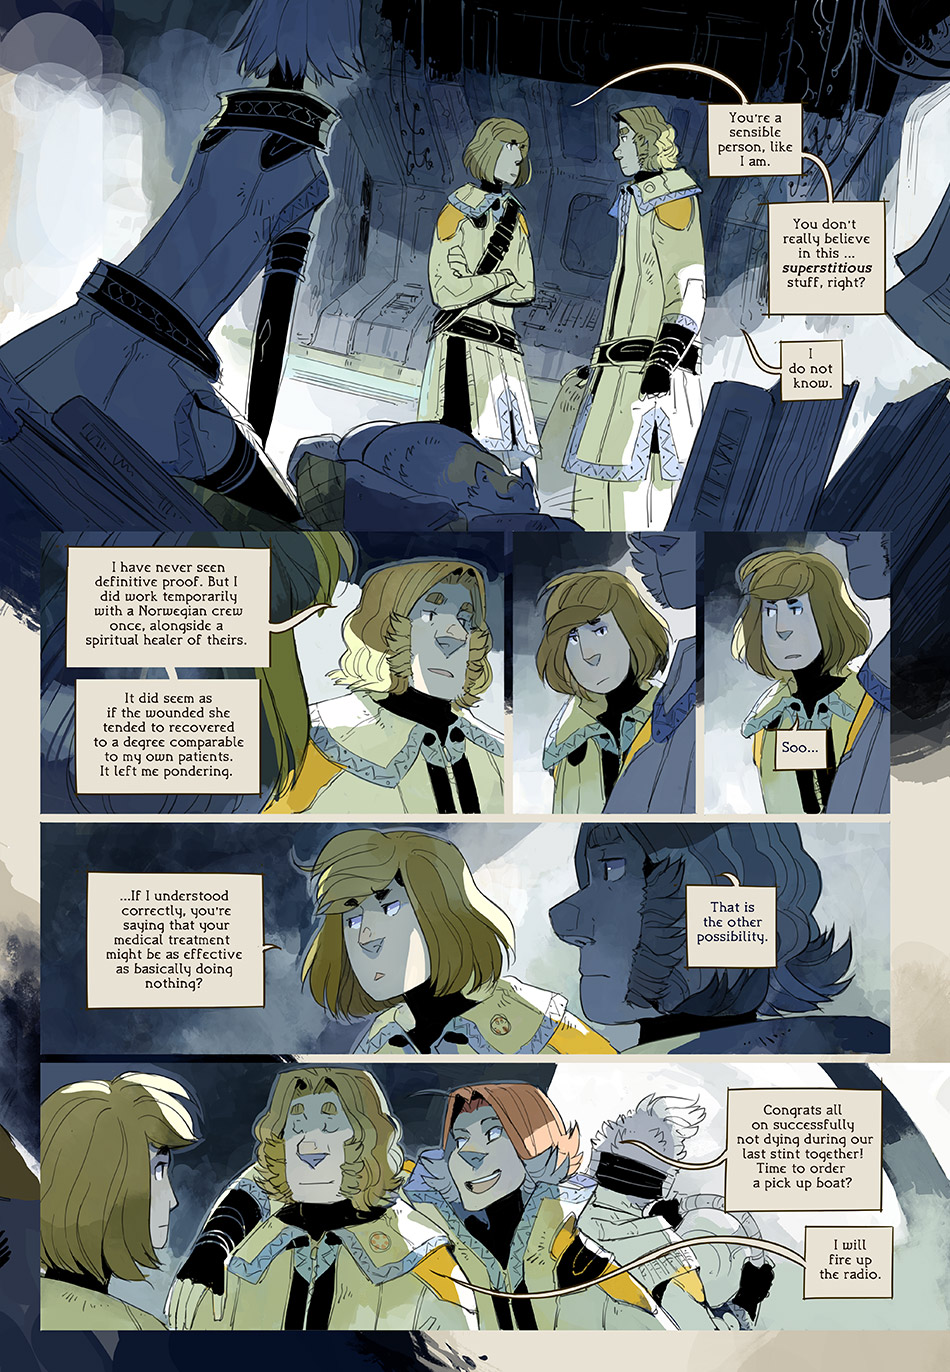 You're a
sensible
person, like
I am.
You don't
really believe
in this ...
superstitious
stuff, right?
I
do not
know.
I have never seen
definitive proof. But I
did work temporarily
with a Norwegian crew
once, alongside a
spiritual healer of theirs.
It did seem as
if the wounded she
tended to recovered
to a degree comparable
to my own patients.
It left me pondering.
Soo...
...If I understood
correctly, you're
saying that your
medical treatment
might be as effective
as basically doing
nothing?
That is
the other
possibility.
Congrats all
on successfully
not dying during our
last stint together!
Time to order
a pick up boat?
I will
fire up
the radio.